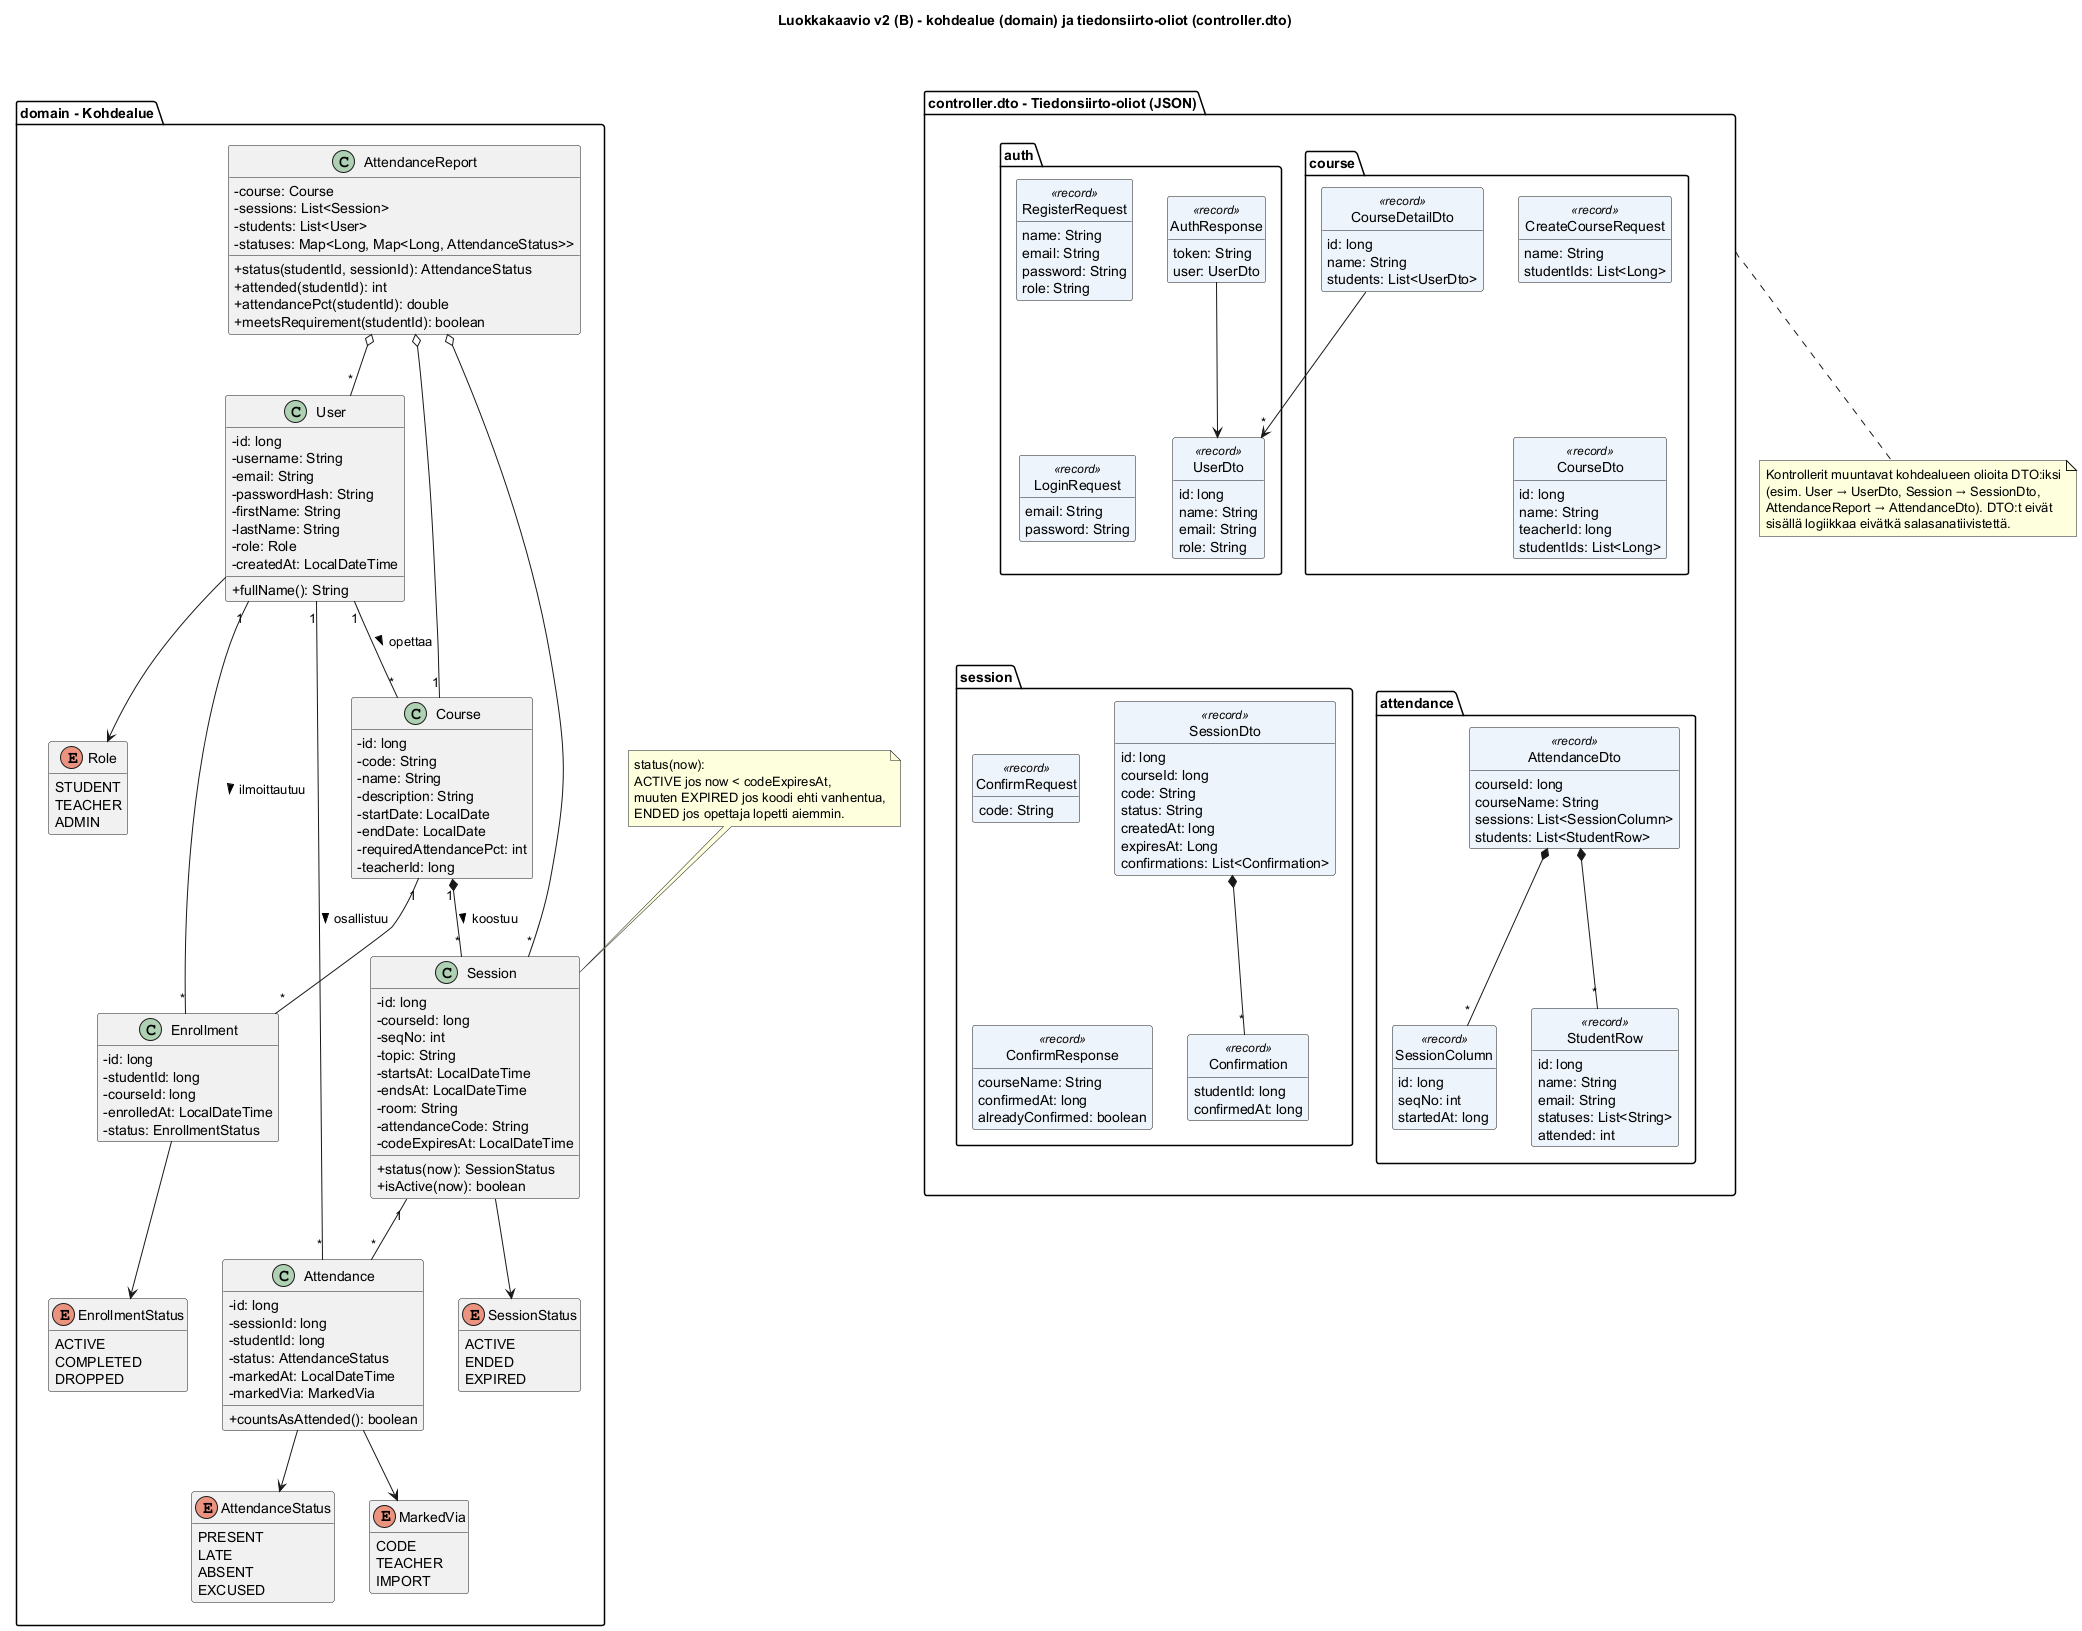 Luokkakaavio v2 (B) - kohdealue (domain) ja tiedonsiirto-oliot (controller.dto)
domain - Kohdealue
C AttendanceReport
-course: Course
-sessions: List<Session>
-students: List<User>
-statuses: Map<Long, Map<Long, AttendanceStatus>>
+status(studentId, sessionId): AttendanceStatus
+attended(studentId): int
+attendancePct(studentId): double
+meetsRequirement(studentId): boolean
*
C User
-id: long
-username: String
-email: String
-passwordHash: String
-firstName: String
-lastName: String
-role: Role
-createdAt: LocalDateTime
+fullName(): String
1
1
1
opettaa
*
1
E Role
STUDENT
TEACHER
ADMIN
ilmoittautuu
C Course
-id: long
-code: String
-name: String
-description: String
-startDate: LocalDate
-endDate: LocalDate
-requiredAttendancePct: int
-teacherId: long
status(now):
ACTIVE jos now < codeExpiresAt,
muuten EXPIRED jos koodi ehti vanhentua,
ENDED jos opettaja lopetti aiemmin.
1
1
osallistuu
koostuu
*
*
*
*
C Enrollment
-id: long
-studentId: long
-courseId: long
-enrolledAt: LocalDateTime
-status: EnrollmentStatus
C Session
-id: long
-courseId: long
-seqNo: int
-topic: String
-startsAt: LocalDateTime
-endsAt: LocalDateTime
-room: String
-attendanceCode: String
-codeExpiresAt: LocalDateTime
+status(now): SessionStatus
+isActive(now): boolean
1
*
*
E EnrollmentStatus
ACTIVE
COMPLETED
DROPPED
C Attendance
-id: long
-sessionId: long
-studentId: long
-status: AttendanceStatus
-markedAt: LocalDateTime
-markedVia: MarkedVia
+countsAsAttended(): boolean
E SessionStatus
ACTIVE
ENDED
EXPIRED
E AttendanceStatus
PRESENT
LATE
ABSENT
EXCUSED
E MarkedVia
CODE
TEACHER
IMPORT
controller.dto - Tiedonsiirto-oliot (JSON)
auth
«record»
RegisterRequest
name: String
email: String
password: String
role: String
«record»
AuthResponse
token: String
user: UserDto
«record»
LoginRequest
email: String
password: String
«record»
UserDto
id: long
name: String
email: String
role: String
course
«record»
CourseDetailDto
id: long
name: String
students: List<UserDto>
*
«record»
CreateCourseRequest
name: String
studentIds: List<Long>
«record»
CourseDto
id: long
name: String
teacherId: long
studentIds: List<Long>
Kontrollerit muuntavat kohdealueen olioita DTO:iksi
(esim. User → UserDto, Session → SessionDto,
AttendanceReport → AttendanceDto). DTO:t eivät
sisällä logiikkaa eivätkä salasanatiivistettä.
session
«record»
ConfirmRequest
code: String
«record»
SessionDto
id: long
courseId: long
code: String
status: String
createdAt: long
expiresAt: Long
confirmations: List<Confirmation>
*
«record»
ConfirmResponse
courseName: String
confirmedAt: long
alreadyConfirmed: boolean
«record»
Confirmation
studentId: long
confirmedAt: long
attendance
«record»
AttendanceDto
courseId: long
courseName: String
sessions: List<SessionColumn>
students: List<StudentRow>
*
*
«record»
SessionColumn
id: long
seqNo: int
startedAt: long
«record»
StudentRow
id: long
name: String
email: String
statuses: List<String>
attended: int